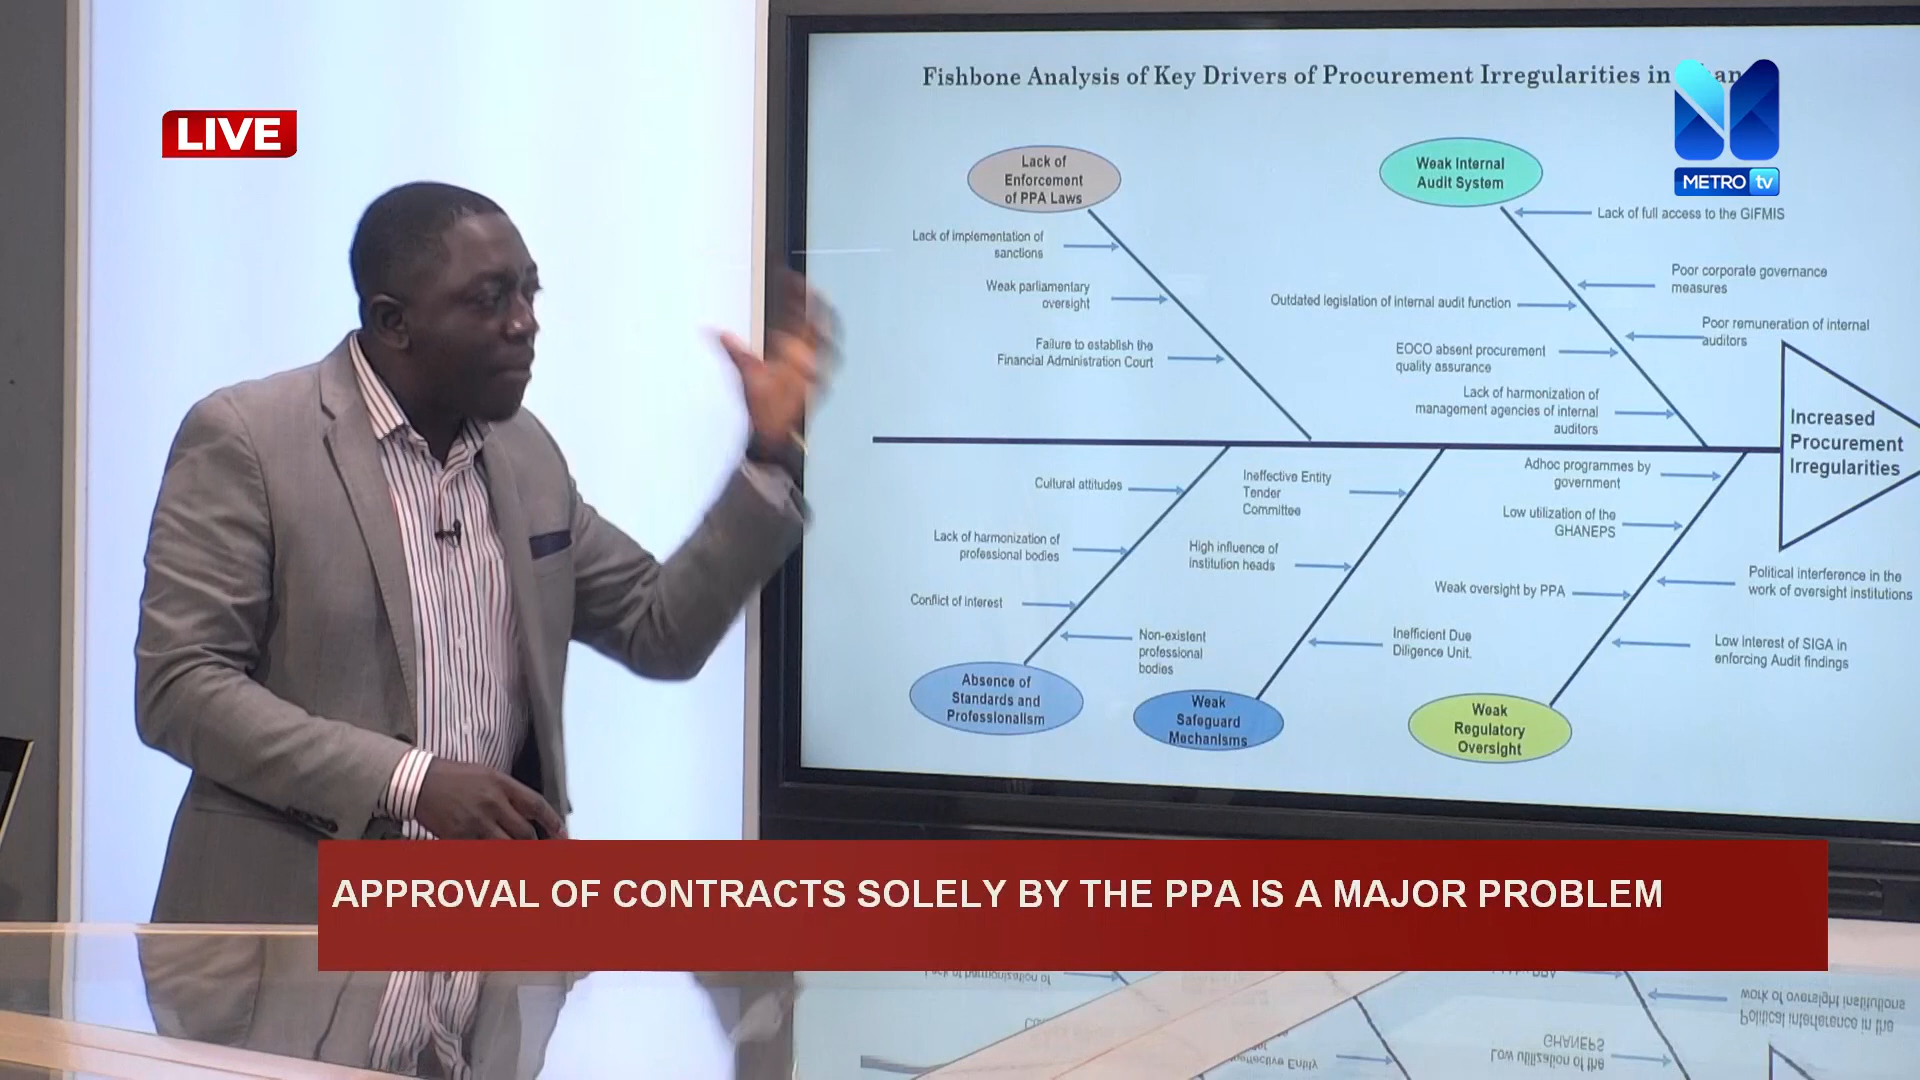 Fishbone Analysis of Key Drivers of Procurement Irregularities in
LIVE
METRO tv
Lack of
Enforcement
of PPA Laws
Weak Internal
Audit System
Lack of full access to the GIFMIS
Lack of implementation of
sanctions
Weak parliamentary
oversight
Failure to establish the
Financial Administration Court
Poor corporate governance
measures
Outdated legislation of internal audit function
Poor remuneration of internal
auditors
EOCO absent procurement
quality assurance
Lack of harmonization of
management agencies of internal
auditors
Increased
Procurement
Irregularities
Cultural attitudes
Lack of harmonization of
professional bodies
Conflict of interest
Non-existent
professional
bodies
Ineffective Entity
Tender
Committee
High influence of
institution heads
Inefficient Due
Diligence Unit.
Adhoc programmes by
government
Low utilization of the
GHANEPS
Weak oversight by PPA
Political interference in the
work of oversight institutions
Low interest of SIGA in
enforcing Audit findings
Absence of
Standards and
Professionalism
Weak
Safeguard
Mechanisms
Weak
Regulatory
Oversight
APPROVAL OF CONTRACTS SOLELY BY THE PPA IS A MAJOR PROBLEM